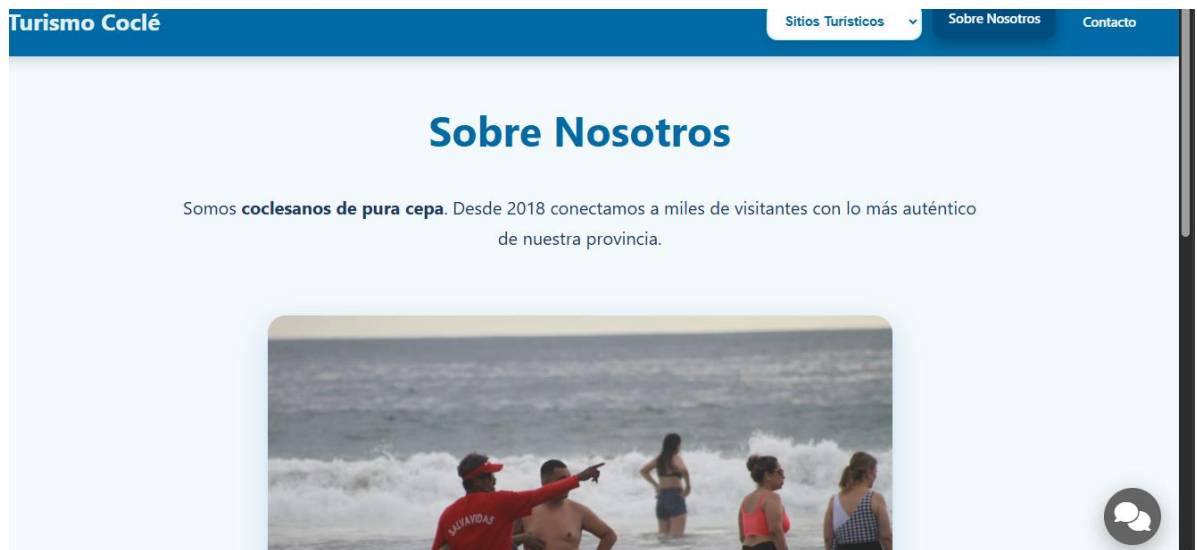 Turismo Coclé
Sitios Turísticos
Sobre Nosotros
Contacto
Sobre Nosotros
Somos coclesanos de pura cepa. Desde 2018 conectamos a miles de visitantes con lo más auténtico
de nuestra provincia.
SALVAVIDAS